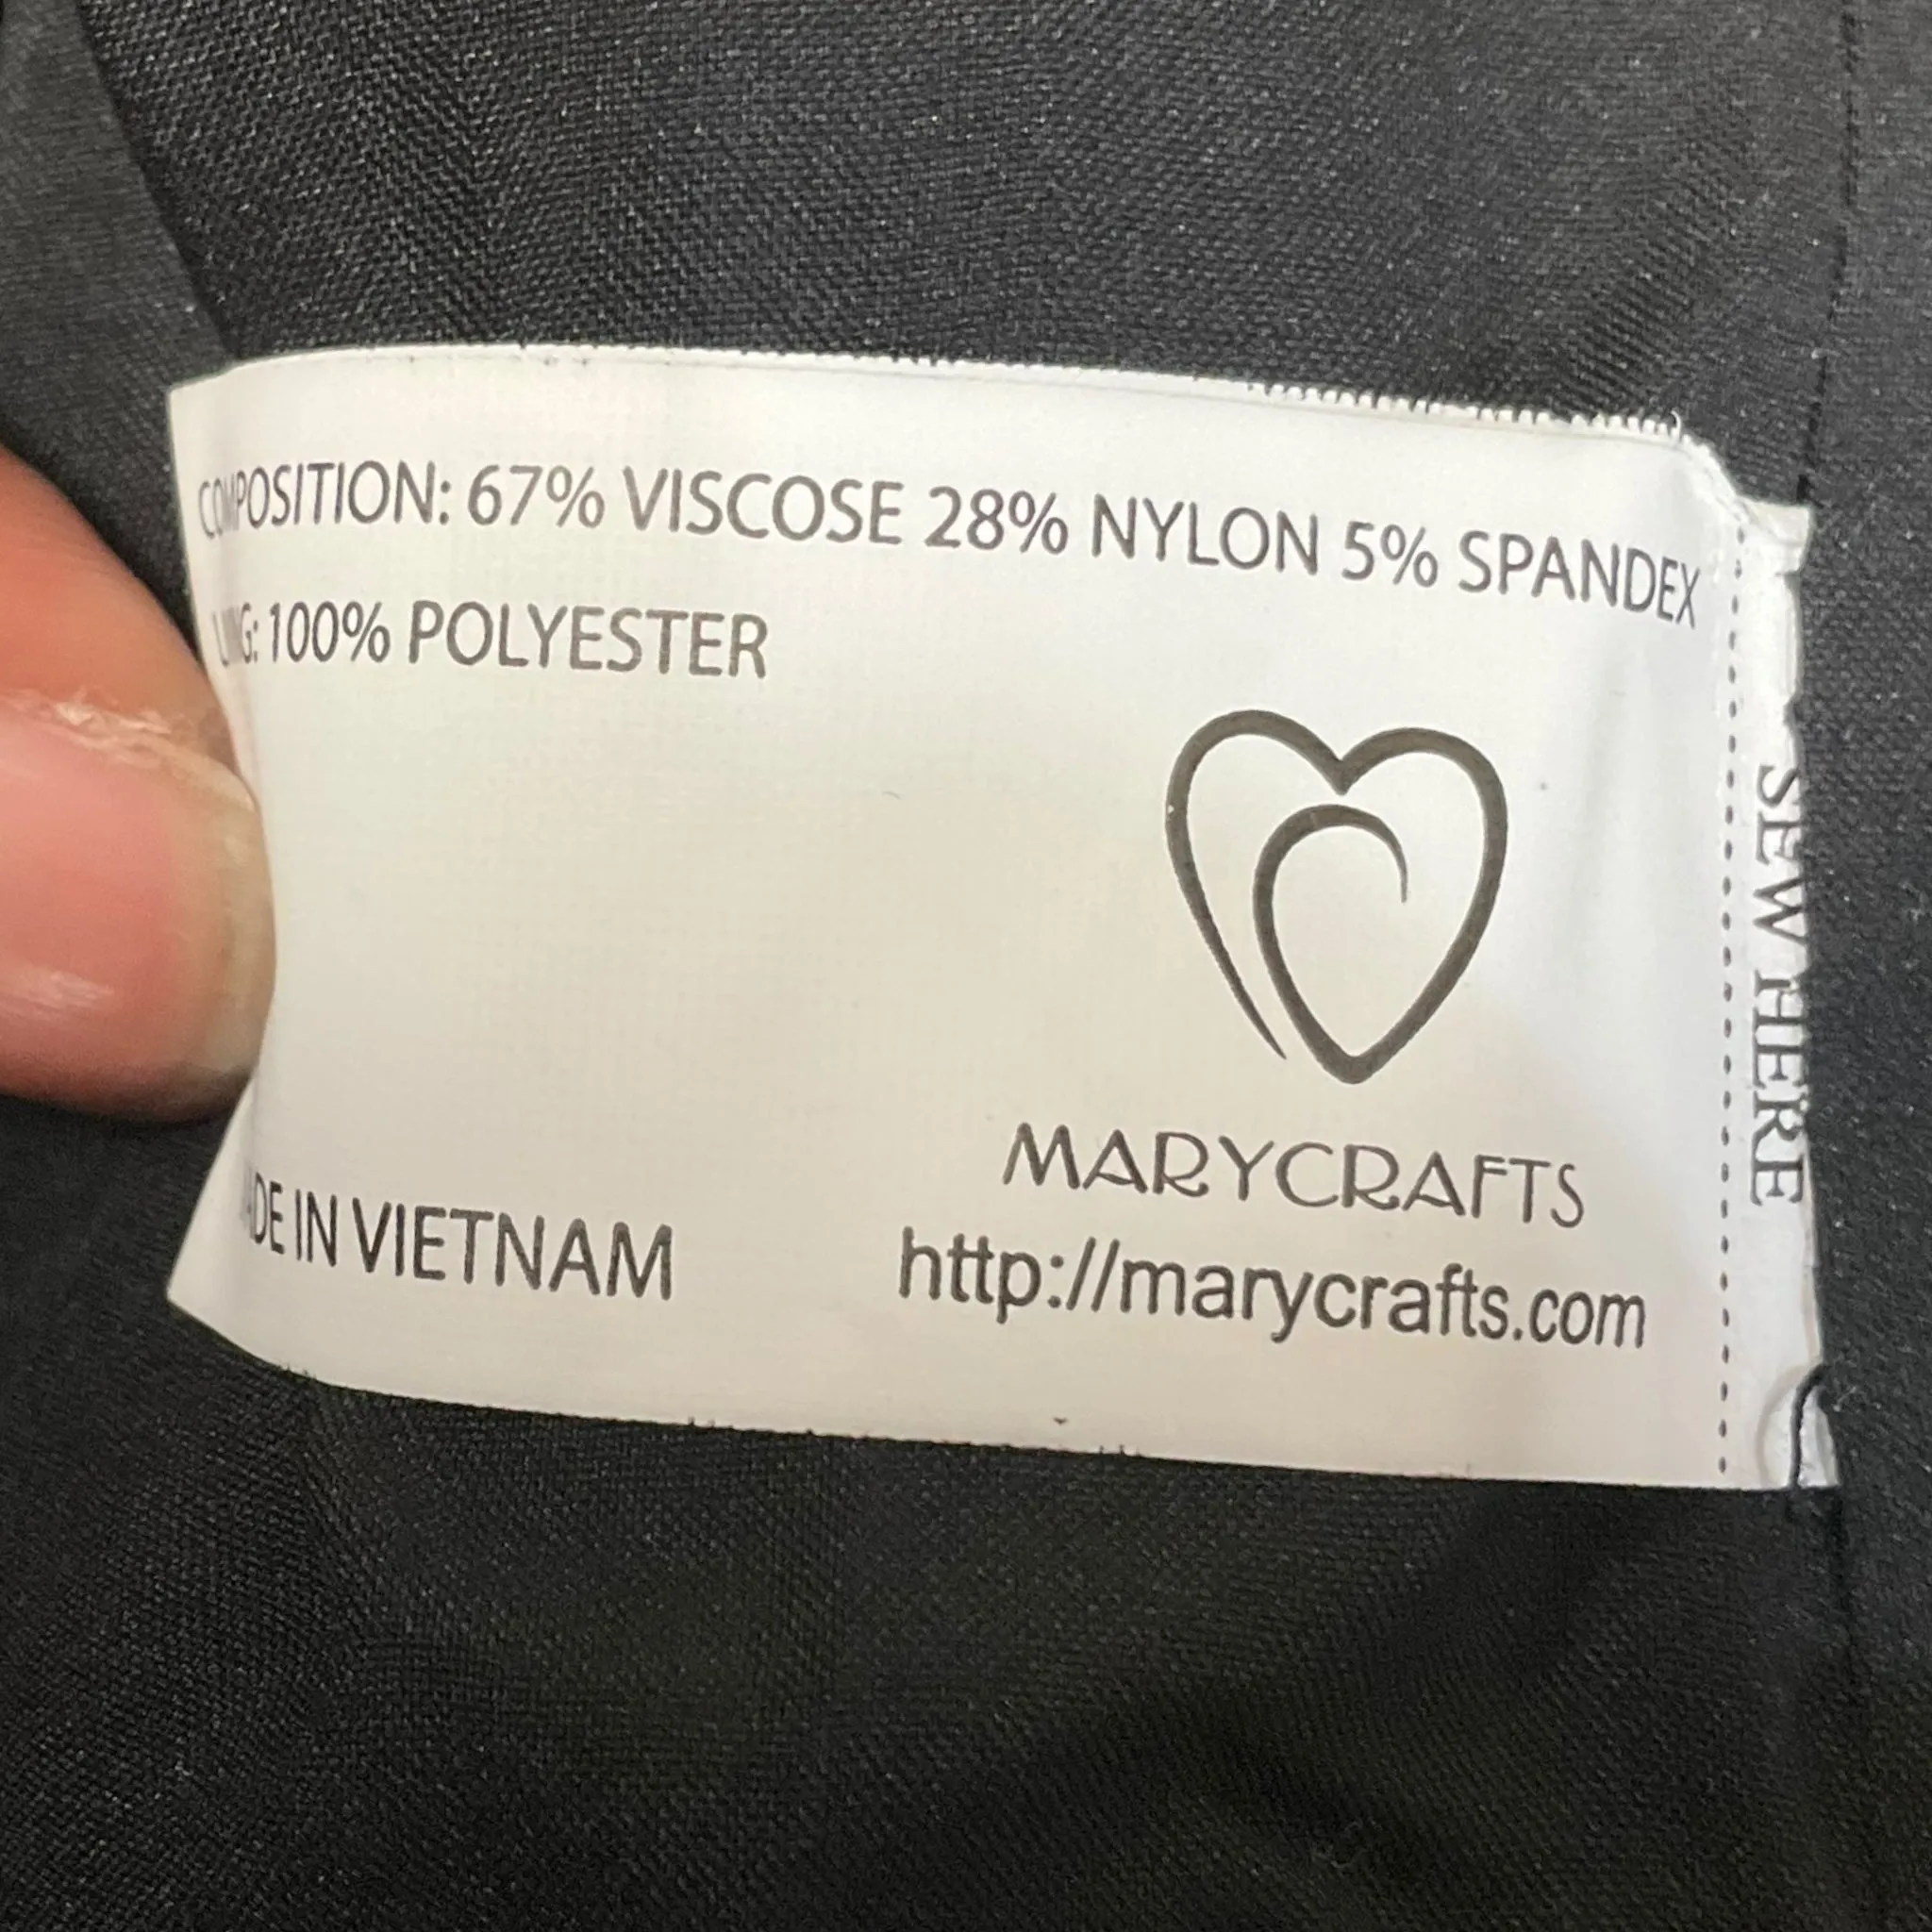 COMPOSITION: 67% VISCOSE 28% NYLON 5% SPANDEX
100% POLYESTER
IN VIETNAM
MARYCRAFTS
http://marycrafts.com
SEW HERE